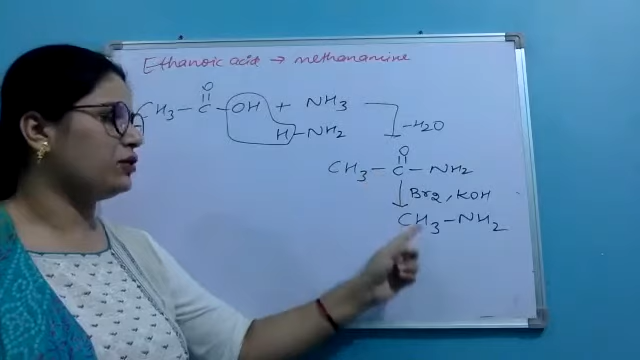 Ethanoic acid → methanamine
O
CH3 – C – OH + NH3
H – NH2
–H2O
O
CH3 – C – NH2
Br2, KOH
CH3 – NH2